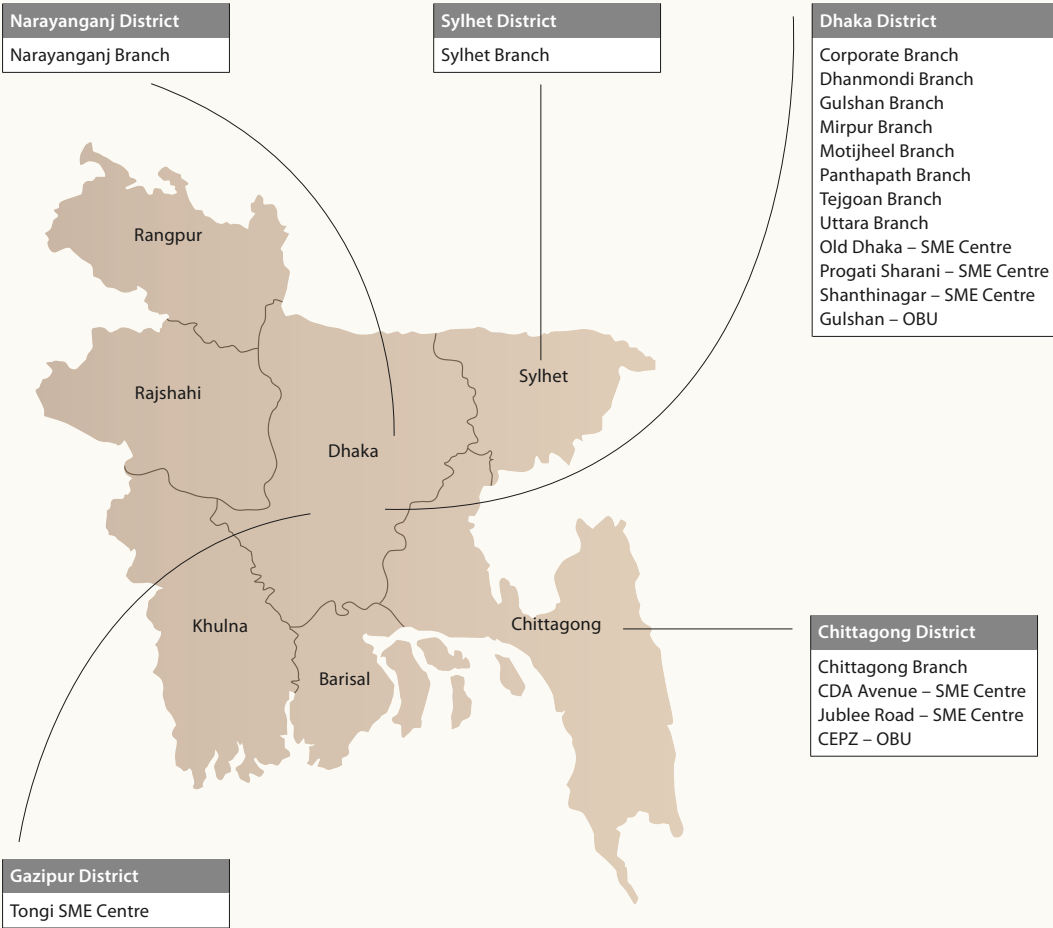 Narayanganj District
Narayanganj Branch
Sylhet District
Sylhet Branch
Dhaka District
Corporate Branch
Dhanmondi Branch
Gulshan Branch
Mirpur Branch
Motijheel Branch
Panthapath Branch
Tejgoan Branch
Uttara Branch
Old Dhaka – SME Centre
Progati Sharani – SME Centre
Shanthinagar – SME Centre
Gulshan – OBU
Rangpur
Rajshahi
Sylhet
Dhaka
Khulna
Barisal
Chittagong
Chittagong District
Chittagong Branch
CDA Avenue – SME Centre
Jublee Road – SME Centre
CEPZ – OBU
Gazipur District
Tongi SME Centre